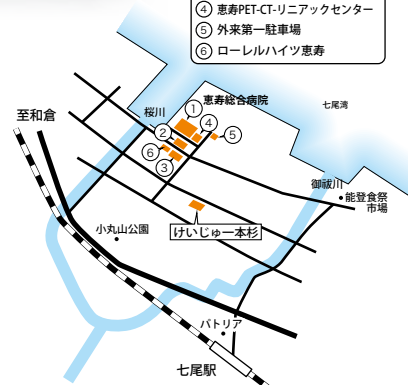 ④ 恵寿PET-CT-リニアックセンター
⑤ 外来第一駐車場
⑥ ローレルハイツ恵寿
恵寿総合病院
七尾湾
桜川
①
④
②
⑤
⑥
③
至和倉
御祓川
能登食祭
市場
けいじゅ一本杉
小丸山公園
パトリア
七尾駅